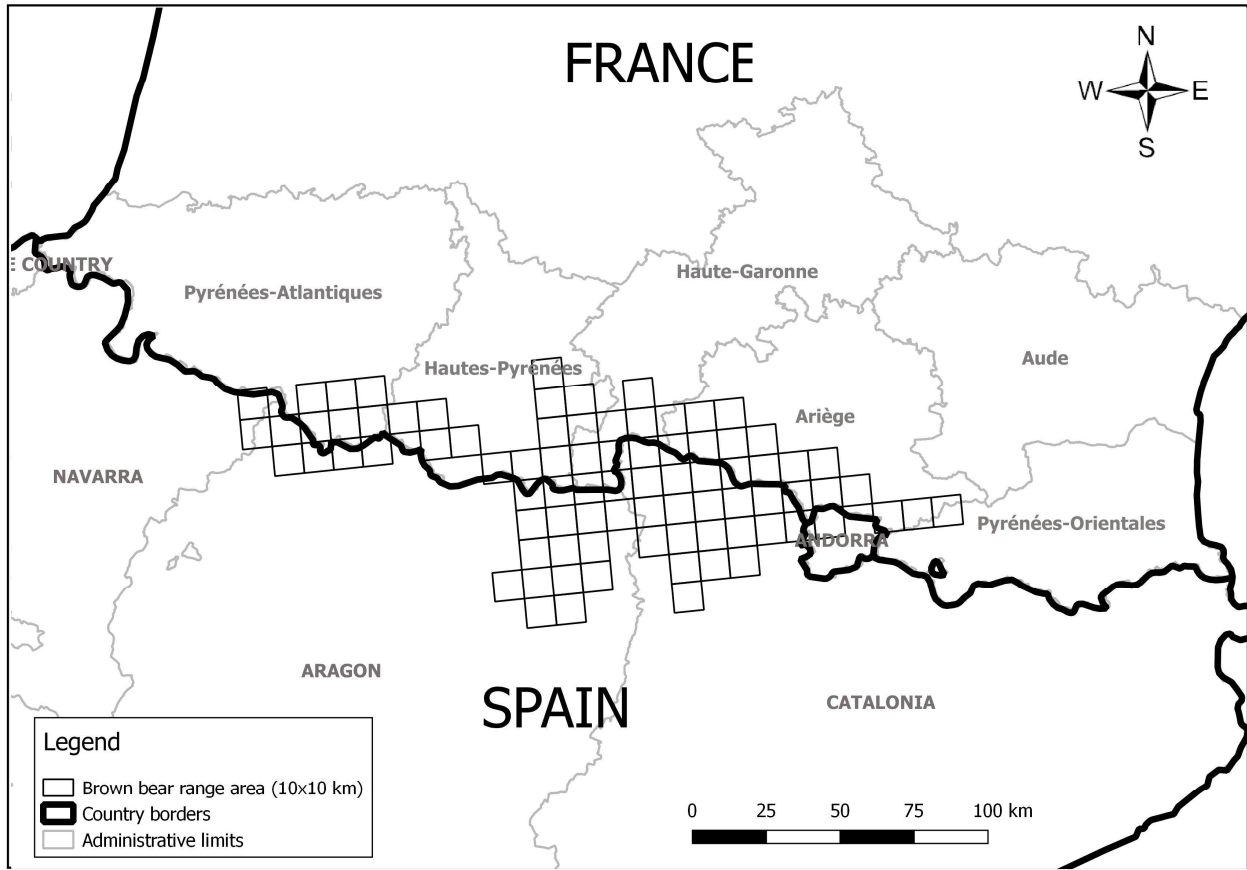 FRANCE
N
W E
S
COUNTRY
Haute-Garonne
Pyrénées-Atlantiques
Aude
Hautes-Pyrénées
Ariège
NAVARRA
Pyrénées-Orientales
ANDORRA
ARAGON
SPAIN
CATALONIA
Legend
Brown bear range area (10×10 km)
Country borders
Administrative limits
0 25 50 75 100 km